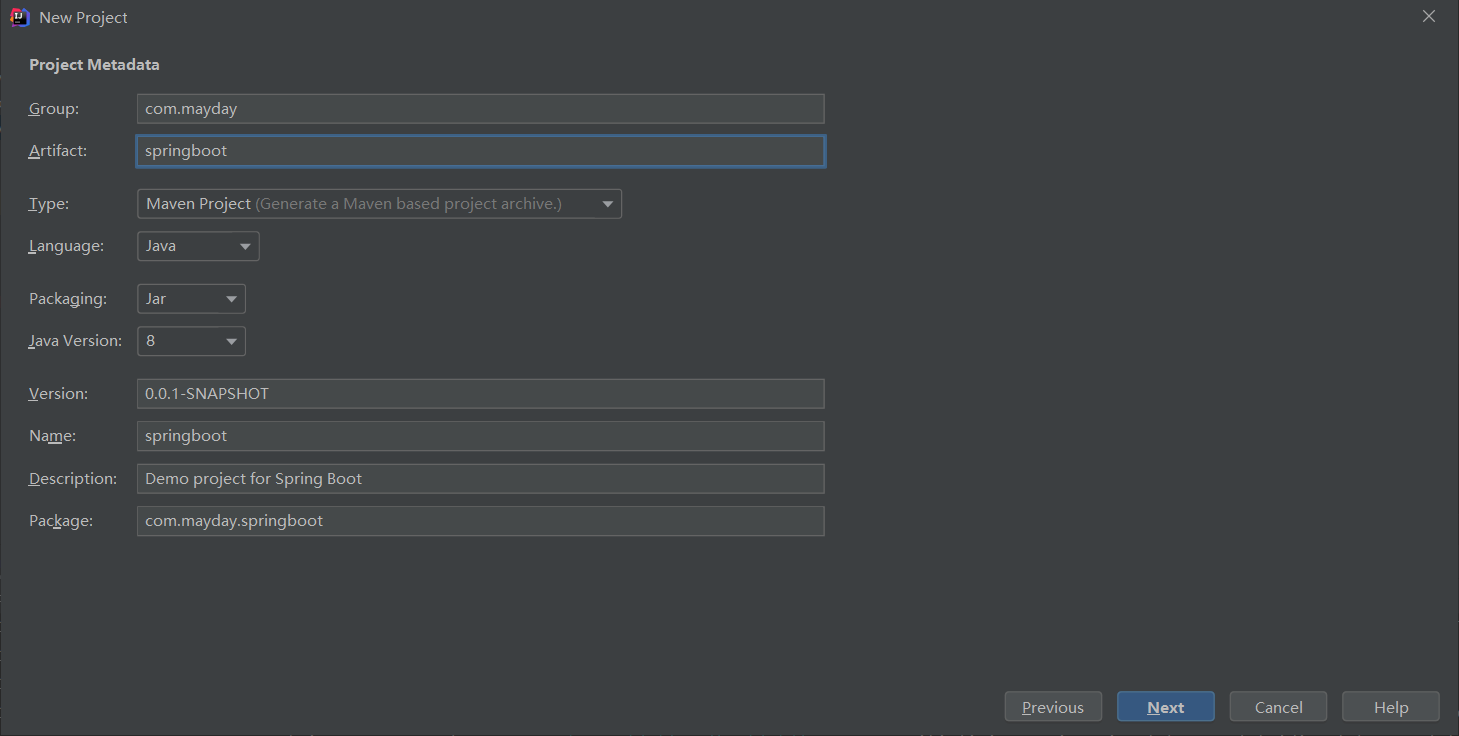 New Project
Project Metadata
Group: com.mayday
Artifact: springboot
Type: Maven Project (Generate a Maven based project archive.)
Language: Java
Packaging: Jar
Java Version: 8
Version: 0.0.1-SNAPSHOT
Name: springboot
Description: Demo project for Spring Boot
Package: com.mayday.springboot
Previous Next Cancel Help